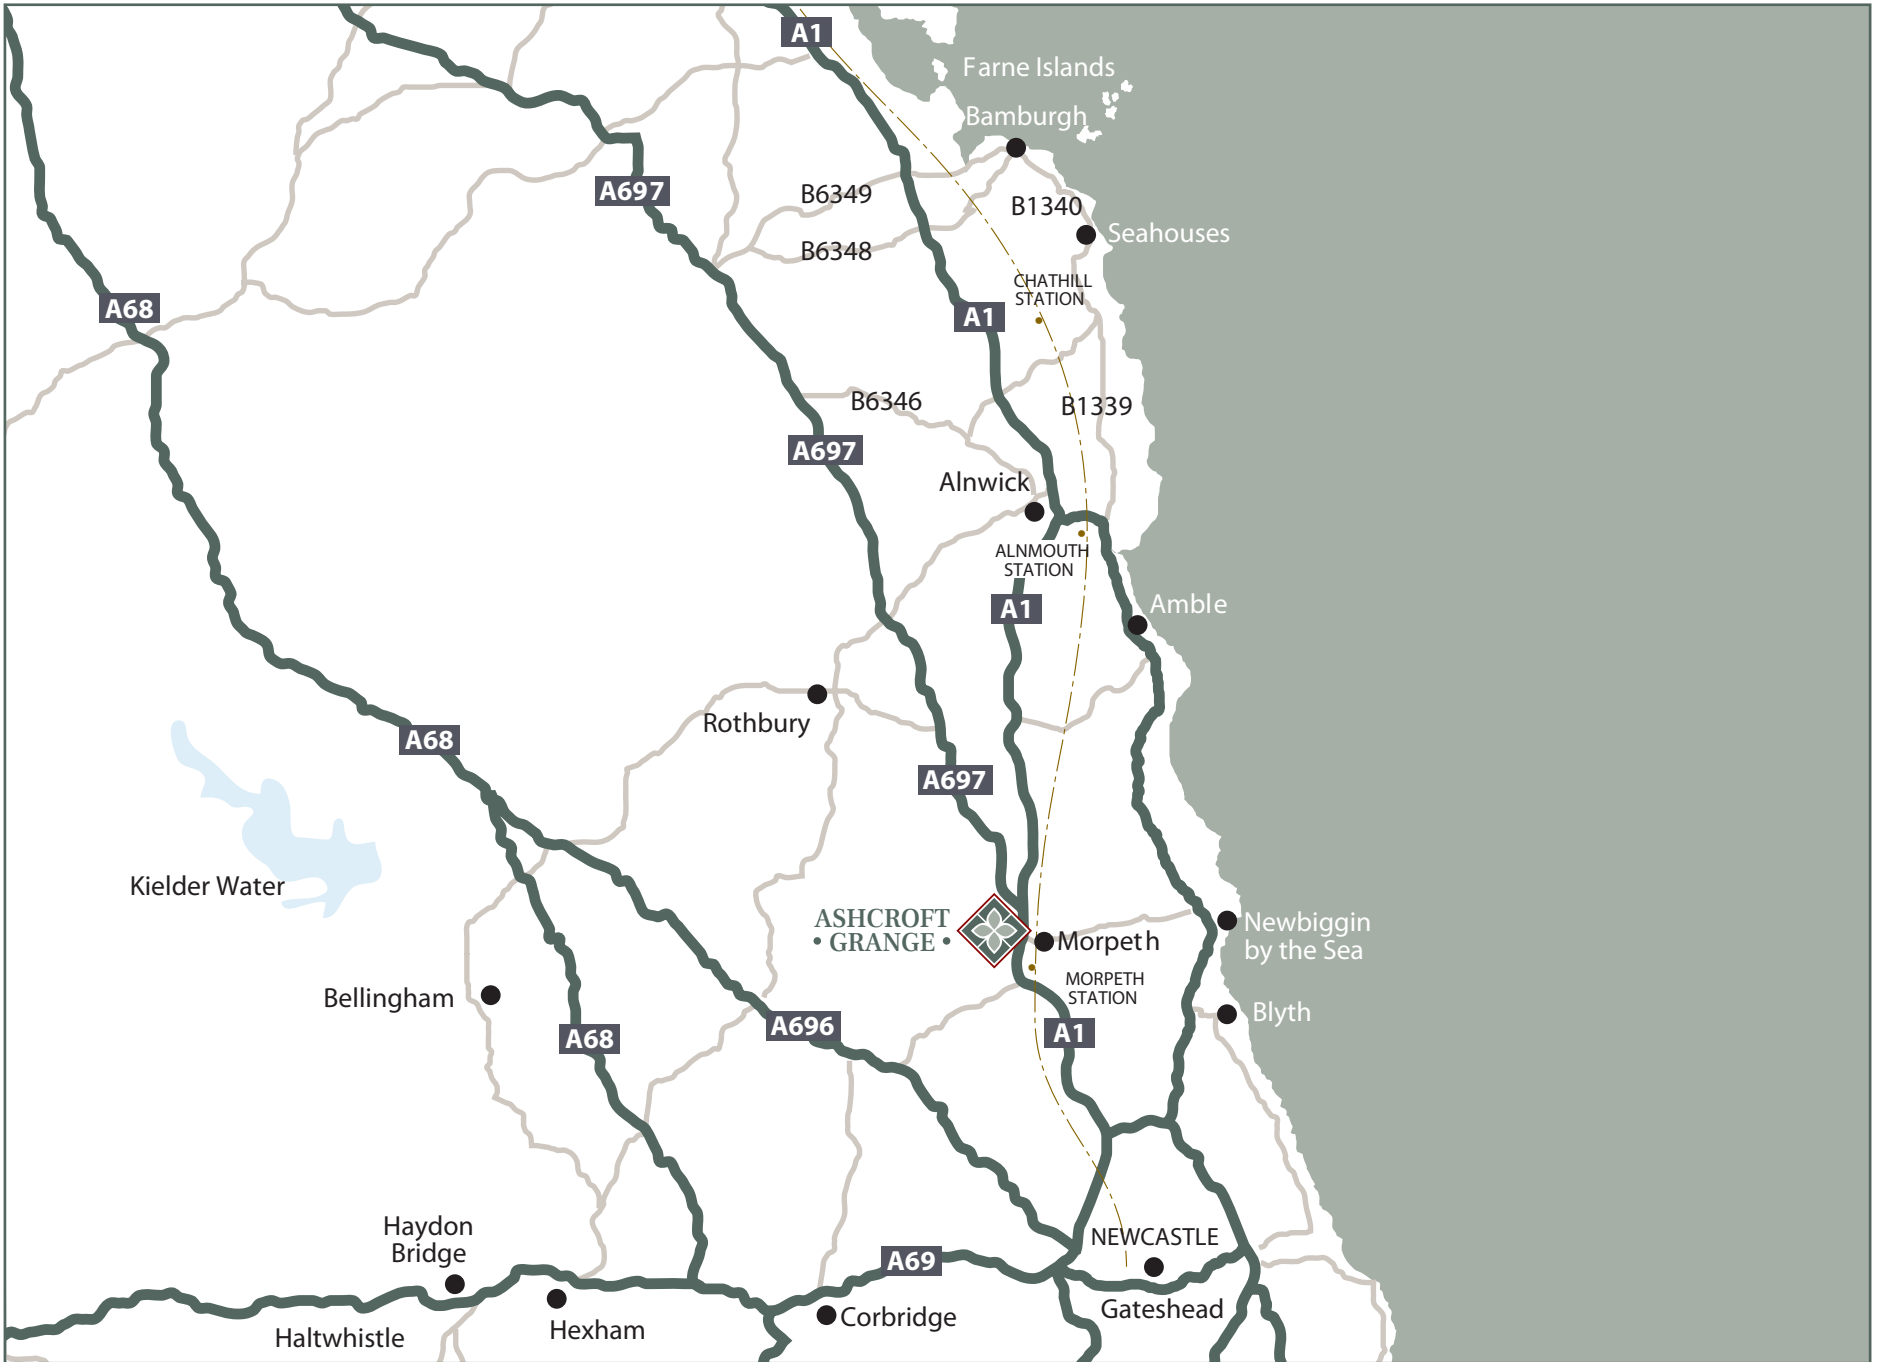 A1
Farne Islands
Bamburgh
A697
B6349
B1340
Seahouses
B6348
CHATHILL
STATION
A68
A1
B6346
B1339
A697
Alnwick
ALNMOUTH
STATION
A1
Amble
Rothbury
A68
A697
Kielder Water
ASHCROFT
• GRANGE •
Morpeth
Newbiggin
by the Sea
MORPETH
STATION
Bellingham
Blyth
A696
A68
A1
Haydon
Bridge
NEWCASTLE
A69
Gateshead
Corbridge
Hexham
Haltwhistle